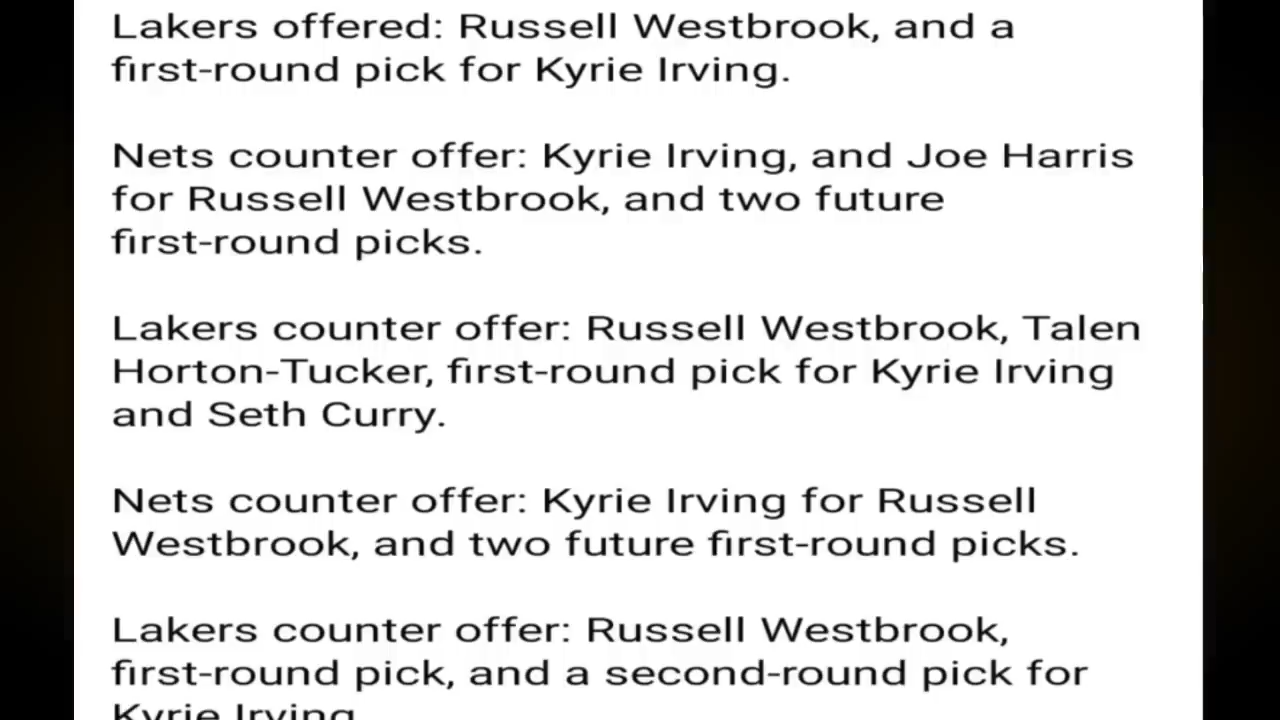 Lakers offered: Russell Westbrook, and a
first-round pick for Kyrie Irving.
Nets counter offer: Kyrie Irving, and Joe Harris
for Russell Westbrook, and two future
first-round picks.
Lakers counter offer: Russell Westbrook, Talen
Horton-Tucker, first-round pick for Kyrie Irving
and Seth Curry.
Nets counter offer: Kyrie Irving for Russell
Westbrook, and two future first-round picks.
Lakers counter offer: Russell Westbrook,
first-round pick, and a second-round pick for
Kyrie Irving